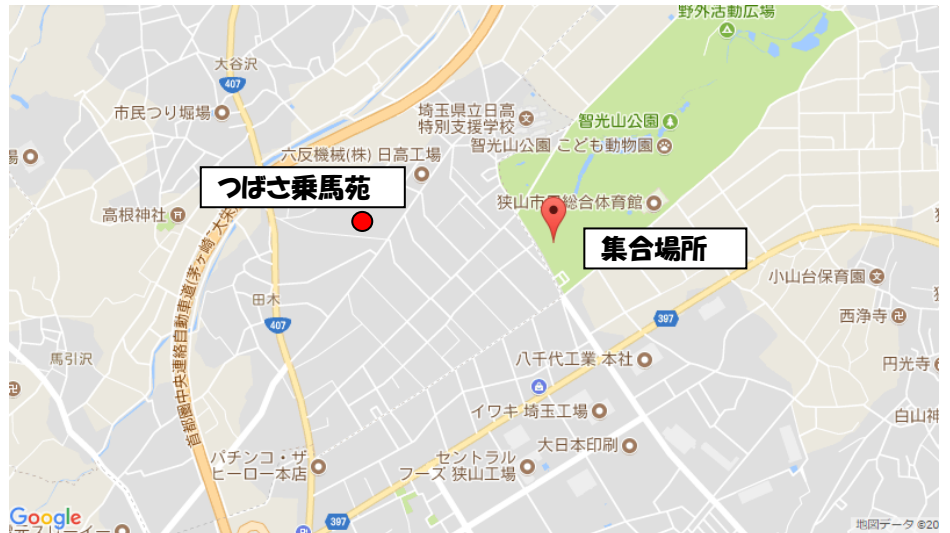 野外活動広場
大谷沢
407
市民つり堀場
埼玉県立日高
特別支援学校
智光山公園
智光山公園 こども動物園
六反機械(株) 日高工場
つばさ乗馬苑
狭山市
総合体育館
高根神社
集合場所
小山台保育園
田木
407
397
西浄寺
首都圏中央連絡自動車道(茅ヶ崎~大栄
馬引沢
八千代工業 本社
円光寺
イワキ 埼玉工場
白山神
大日本印刷
パチンコ・ザ
ヒーロー本店
セントラル
フーズ 狭山工場
397
Google
地図データ ©20